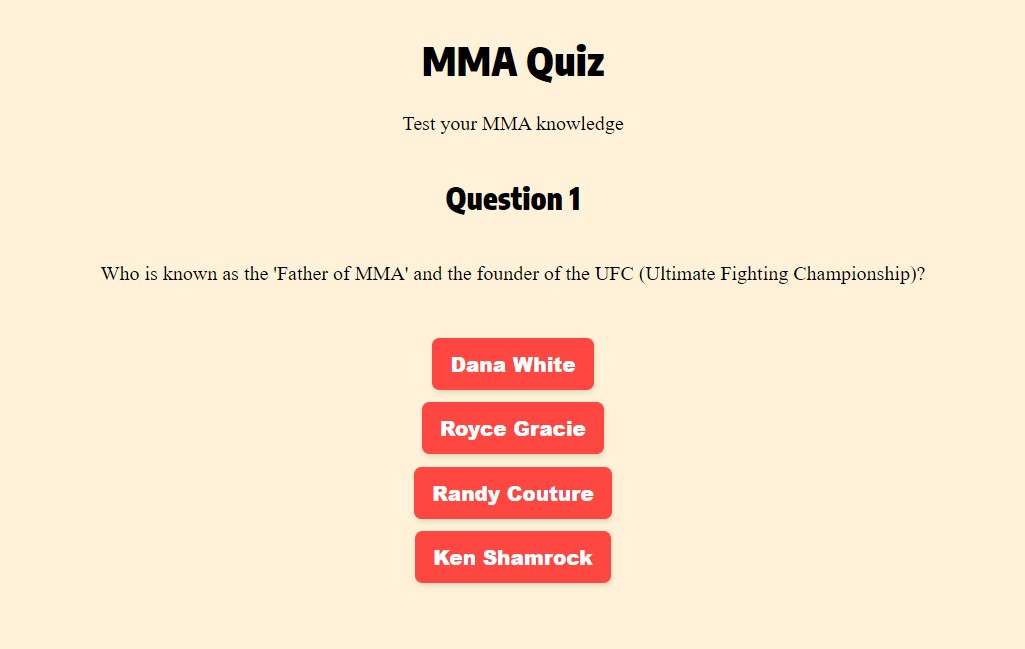 MMA Quiz
Test your MMA knowledge
Question 1
Who is known as the 'Father of MMA' and the founder of the UFC (Ultimate Fighting Championship)?
Dana White
Royce Gracie
Randy Couture
Ken Shamrock